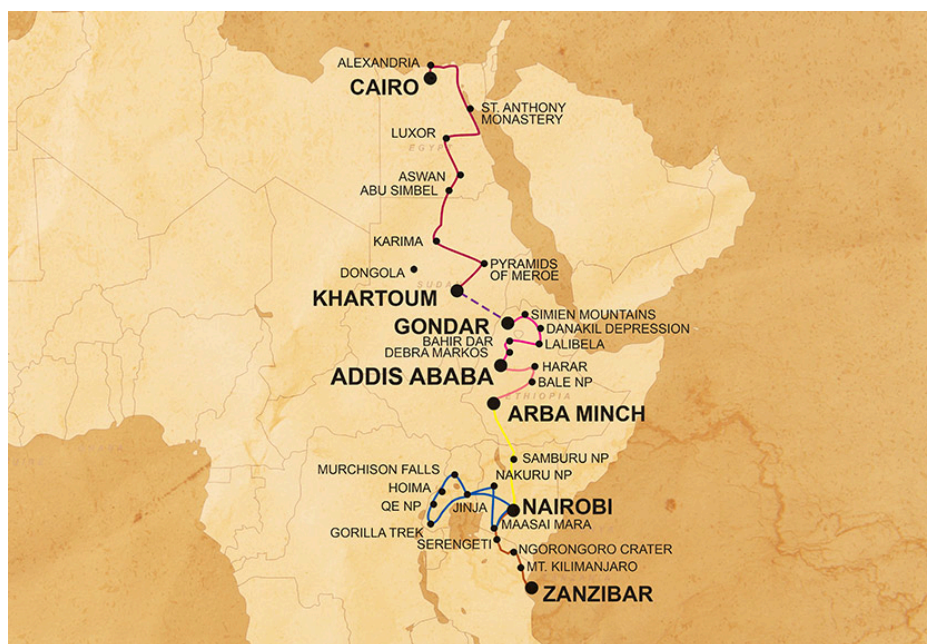 ALEXANDRIA
CAIRO
ST. ANTHONY
MONASTERY
LUXOR
EGYPT
ASWAN
ABU SIMBEL
KARIMA
PYRAMIDS
OF MEROE
DONGOLA
SUDA
KHARTOUM
SIMIEN MOUNTAINS
GONDAR
DANAKIL DEPRESSION
BAHIR DAR
LALIBELA
DEBRA MARKOS
HARAR
ADDIS ABABA
BALE NP
ETHIOPIA
ARBA MINCH
SAMBURU NP
MURCHISON FALLS
NAKURU NP
HOIMA
QE NP
JINJA
NAIROBI
MAASAI MARA
GORILLA TREK
SERENGETI
NGORONGORO CRATER
MT. KILIMANJARO
ZANZIBAR